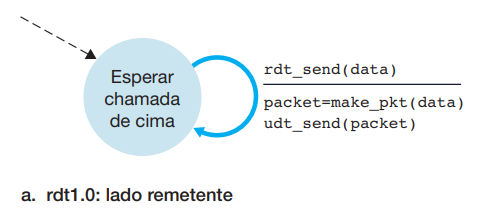 Esperar
chamada
de cima
rdt_send(data)
packet=make_pkt(data)
udt_send(packet)
a. rdt1.0: lado remetente